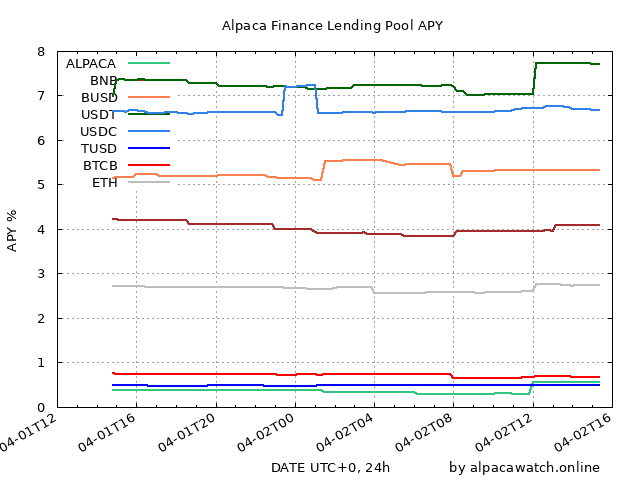 Alpaca Finance Lending Pool APY
APY %
8
7
6
5
4
3
2
1
0
ALPACA
BNB
BUSD
USDT
USDC
TUSD
BTCB
ETH
04-01T12
04-01T16
04-01T20
04-02T00
04-02T04
04-02T08
04-02T12
04-02T16
DATE UTC+0, 24h
by alpacawatch.online